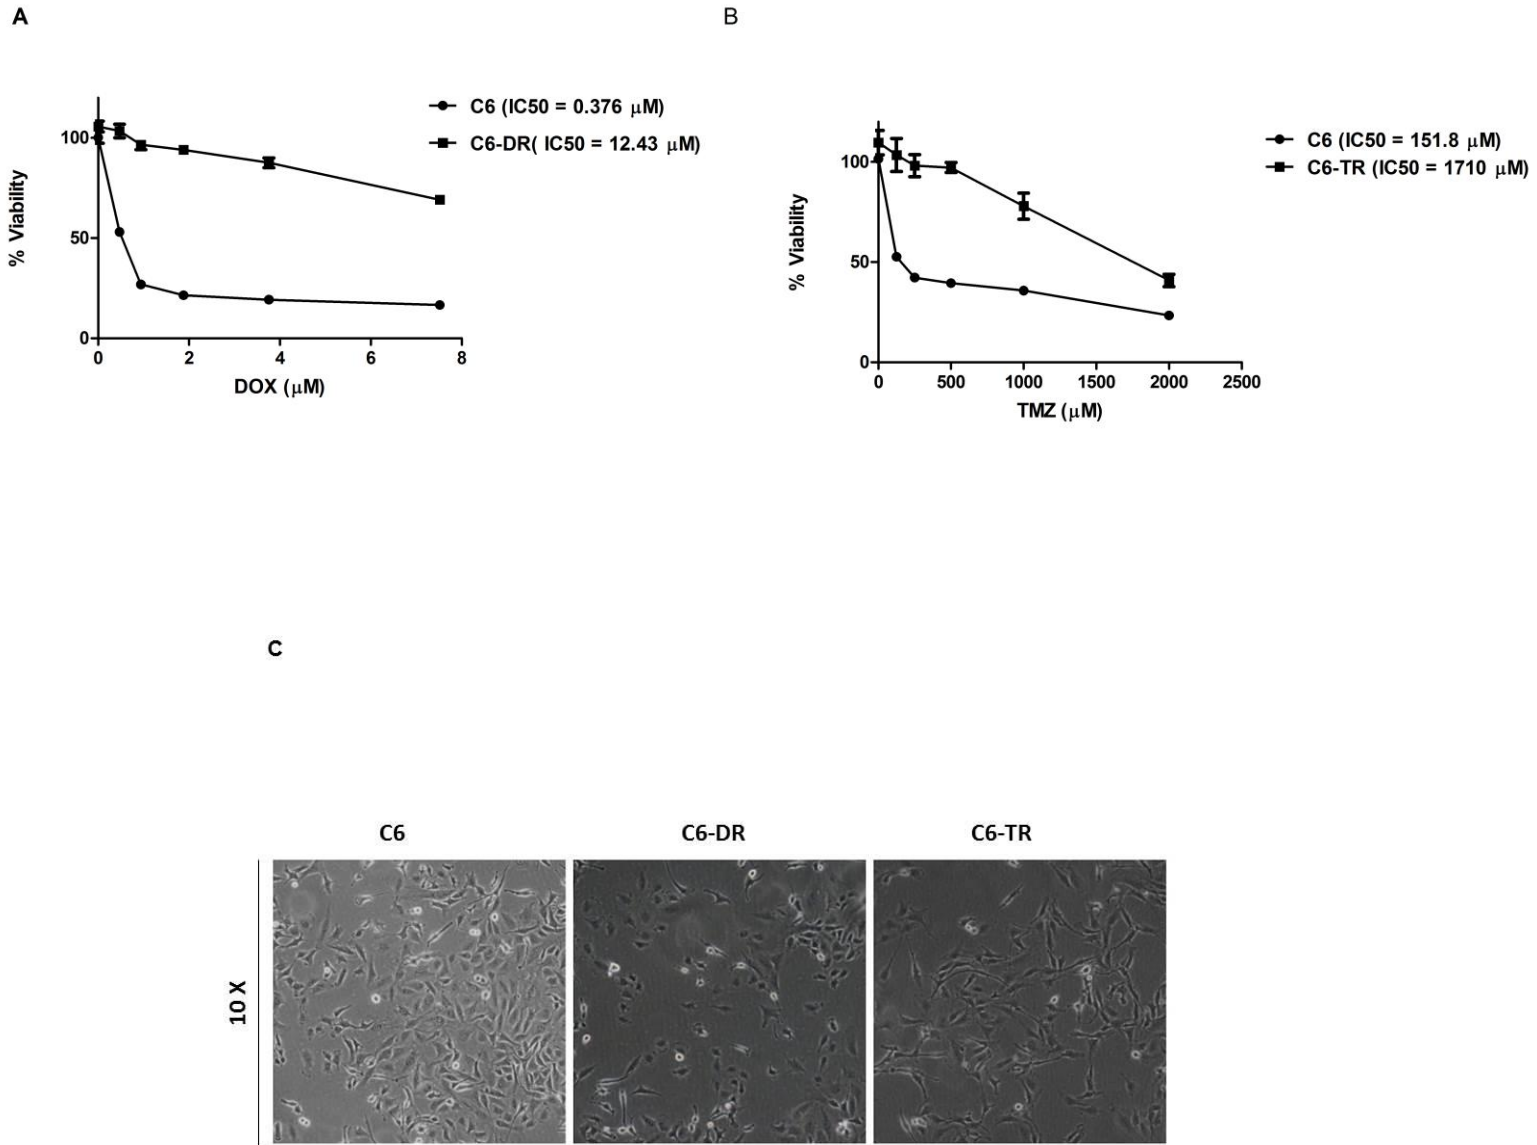 A
B
C6 (IC50 = 0.376 μM)
C6-DR( IC50 = 12.43 μM)
100
50
0
% Viability
0 2 4 6 8
DOX (μM)
C6 (IC50 = 151.8 μM)
C6-TR (IC50 = 1710 μM)
100
50
0
% Viability
0 500 1000 1500 2000 2500
TMZ (μM)
C
C6 C6-DR C6-TR
10 X